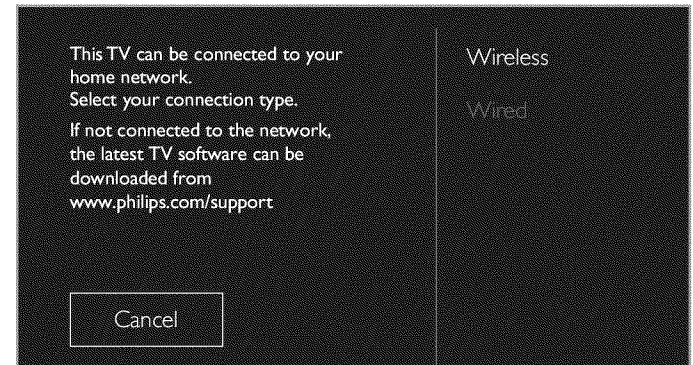 This TV can be connected to your
home network.
Select your connection type.
If not connected to the network,
the latest TV software can be
downloaded from
www.philips.com/support
Cancel
Wireless
Wired